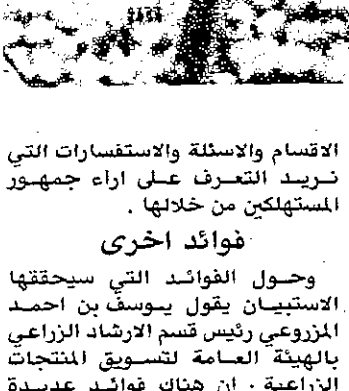 الاقسام والاسئلة والاستفسارات التي
نريد التعرف على اراء جمهور
المستهلكين من خلالها .
فوائد اخرى
وحول الفوائد التي سيحققها
الاستبيان يقول يوسف بن احمد
المزروعي رئيس قسم الارشاد الزراعي
بالهيئة العامة لتسويق المنتجات
الزراعية . ان هناك فوائد عديدة